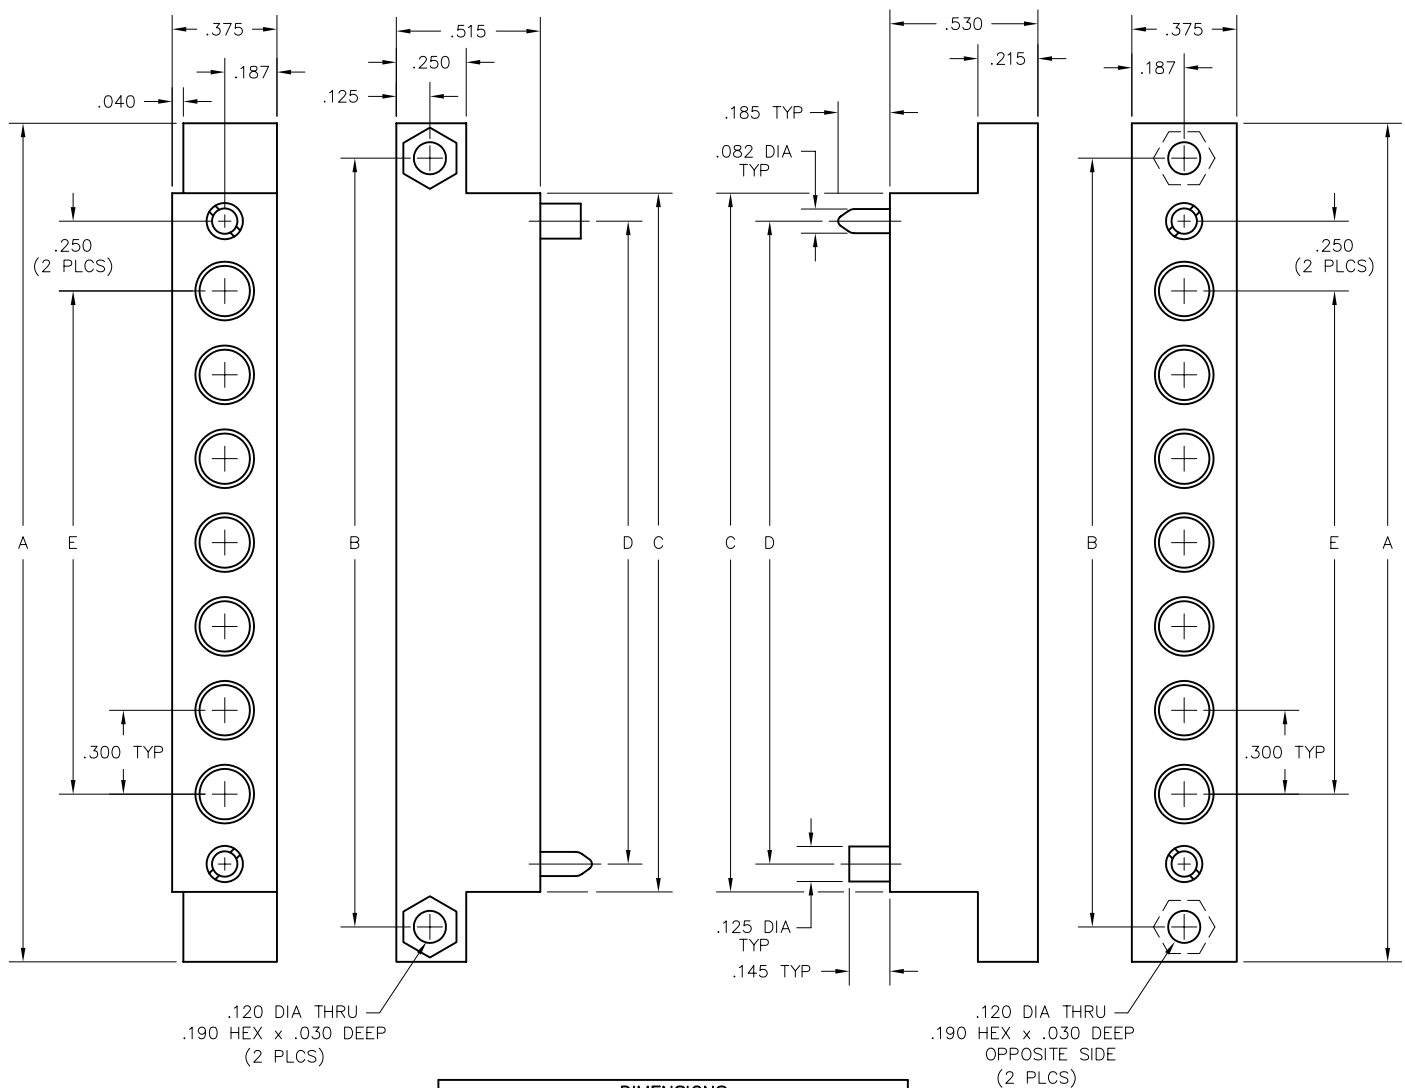 .375
.515
.530
.375
.187
.250
.215
.187
.040
.125
.185 TYP
.082 DIA
TYP
.250
(2 PLCS)
.250
(2 PLCS)
A
E
B
D
C
C
D
B
E
A
.300 TYP
.300 TYP
.125 DIA
TYP
.145 TYP
.120 DIA THRU
.190 HEX x .030 DEEP
(2 PLCS)
.120 DIA THRU
.190 HEX x .030 DEEP
OPPOSITE SIDE
(2 PLCS)
DIMENSIONS